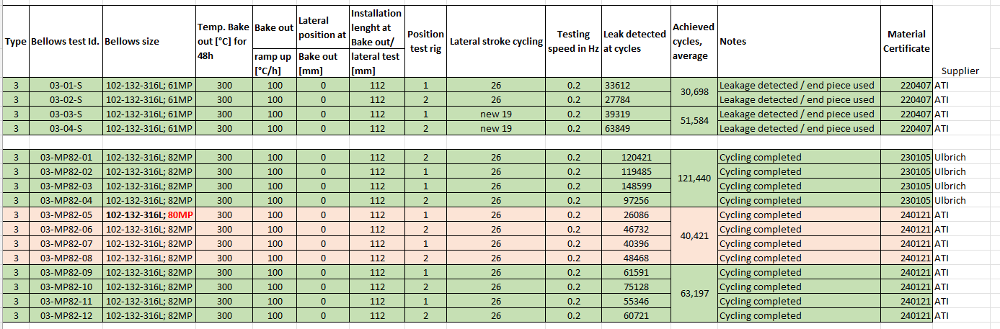 Type | Bellows test Id. | Bellows size | Temp. Bake out [°C] for 48h | Bake out ramp up [°C/h] | Lateral position at Bake out [mm] | Installation lenght at Bake out/ lateral test [mm] | Position test rig | Lateral stroke cycling | Testing speed in Hz | Leak detected at cycles | Achieved cycles, average | Notes | Material Certificate | Supplier
3 | 03-01-S | 102-132-316L; 61MP | 300 | 100 | 0 | 112 | 1 | 26 | 0.2 | 33612 | 30,698 | Leakage detected / end piece used | 220407 | ATI
3 | 03-02-S | 102-132-316L; 61MP | 300 | 100 | 0 | 112 | 2 | 26 | 0.2 | 27784 | Leakage detected / end piece used | 220407 | ATI
3 | 03-03-S | 102-132-316L; 61MP | 300 | 100 | 0 | 112 | 1 | new 19 | 0.2 | 39319 | 51,584 | Leakage detected / end piece used | 220407 | ATI
3 | 03-04-S | 102-132-316L; 61MP | 300 | 100 | 0 | 112 | 2 | new 19 | 0.2 | 63849 | Leakage detected / end piece used | 220407 | ATI
3 | 03-MP82-01 | 102-132-316L; 82MP | 300 | 100 | 0 | 112 | 2 | 26 | 0.2 | 120421 | 121,440 | Cycling completed | 230105 | Ulbrich
3 | 03-MP82-02 | 102-132-316L; 82MP | 300 | 100 | 0 | 112 | 1 | 26 | 0.2 | 119485 | Cycling completed | 230105 | Ulbrich
3 | 03-MP82-03 | 102-132-316L; 82MP | 300 | 100 | 0 | 112 | 1 | 26 | 0.2 | 148599 | Cycling completed | 230105 | Ulbrich
3 | 03-MP82-04 | 102-132-316L; 82MP | 300 | 100 | 0 | 112 | 2 | 26 | 0.2 | 97256 | Cycling completed | 230105 | Ulbrich
3 | 03-MP82-05 | 102-132-316L; 80MP | 300 | 100 | 0 | 112 | 1 | 26 | 0.2 | 26086 | 40,421 | Cycling completed | 240121 | ATI
3 | 03-MP82-06 | 102-132-316L; 82MP | 300 | 100 | 0 | 112 | 2 | 26 | 0.2 | 46732 | Cycling completed | 240121 | ATI
3 | 03-MP82-07 | 102-132-316L; 82MP | 300 | 100 | 0 | 112 | 1 | 26 | 0.2 | 40396 | Cycling completed | 240121 | ATI
3 | 03-MP82-08 | 102-132-316L; 82MP | 300 | 100 | 0 | 112 | 2 | 26 | 0.2 | 48468 | Cycling completed | 240121 | ATI
3 | 03-MP82-09 | 102-132-316L; 82MP | 300 | 100 | 0 | 112 | 1 | 26 | 0.2 | 61591 | 63,197 | Cycling completed | 240121 | ATI
3 | 03-MP82-10 | 102-132-316L; 82MP | 300 | 100 | 0 | 112 | 2 | 26 | 0.2 | 75128 | Cycling completed | 240121 | ATI
3 | 03-MP82-11 | 102-132-316L; 82MP | 300 | 100 | 0 | 112 | 1 | 26 | 0.2 | 55346 | Cycling completed | 240121 | ATI
3 | 03-MP82-12 | 102-132-316L; 82MP | 300 | 100 | 0 | 112 | 2 | 26 | 0.2 | 60721 | Cycling completed | 240121 | ATI